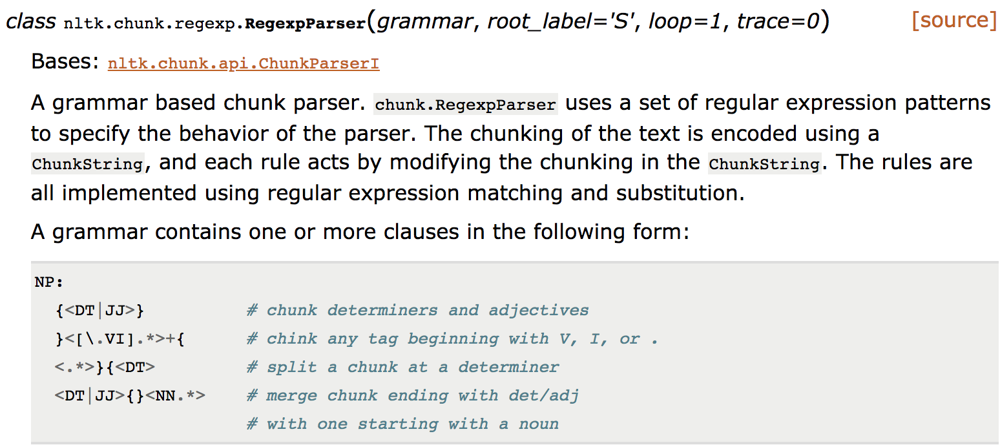 class nltk.chunk.regexp.RegexpParser(grammar, root_label='S', loop=1, trace=0) [source]
Bases: nltk.chunk.api.ChunkParserI
A grammar based chunk parser. chunk.RegexpParser uses a set of regular expression patterns
to specify the behavior of the parser. The chunking of the text is encoded using a
ChunkString, and each rule acts by modifying the chunking in the ChunkString. The rules are
all implemented using regular expression matching and substitution.
A grammar contains one or more clauses in the following form:
NP:
  {<DT|JJ>}          # chunk determiners and adjectives
  }<[\.VI].*>+{      # chink any tag beginning with V, I, or .
  <.*>}{<DT>         # split a chunk at a determiner
  <DT|JJ>{}<NN.*>    # merge chunk ending with det/adj
                     # with one starting with a noun